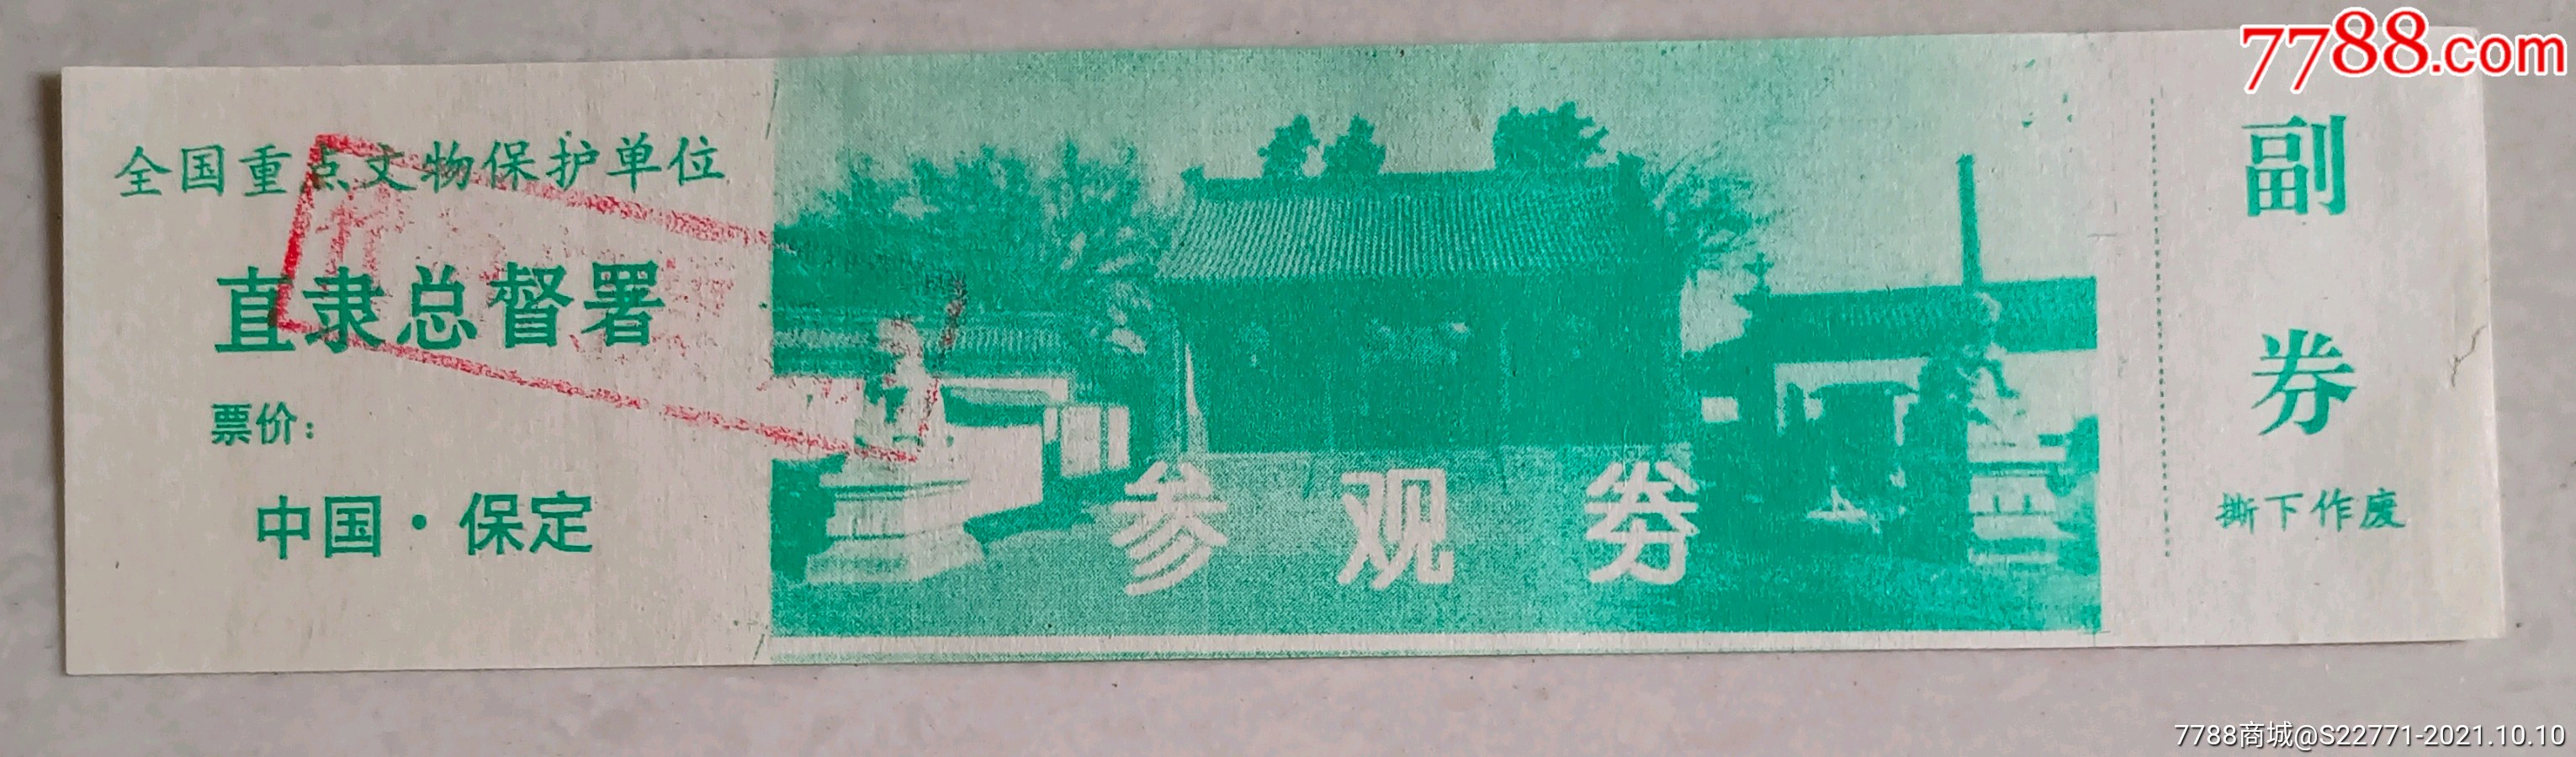 7788.com
全国重点文物保护单位
直隶总督署
票价：
中国·保定
参观券
副券
撕下作废
7788商城@S22771-2021.10.10